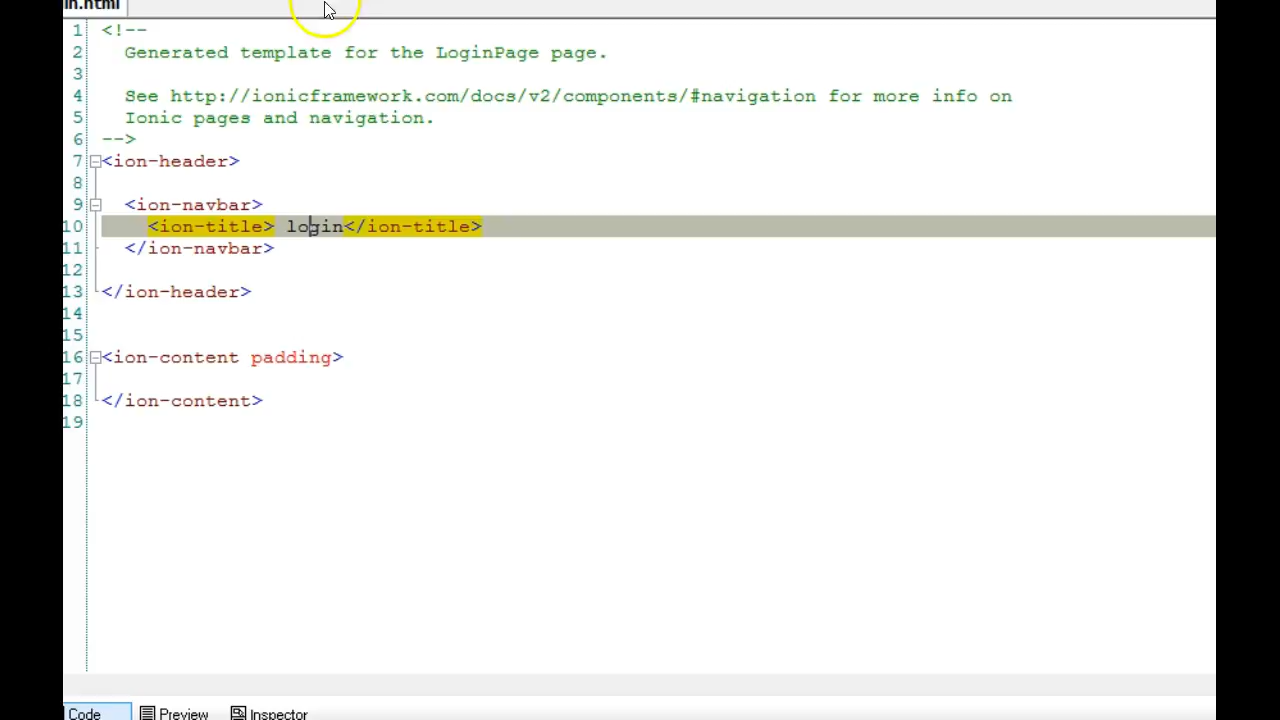 in.html
1 <!--
2 Generated template for the LoginPage page.
3
4 See http://ionicframework.com/docs/v2/components/#navigation for more info on
5 Ionic pages and navigation.
6 -->
7 <ion-header>
8
9 <ion-navbar>
10 <ion-title> login</ion-title>
11 </ion-navbar>
12
13 </ion-header>
14
15
16 <ion-content padding>
17
18 </ion-content>
19
Code Preview Inspector